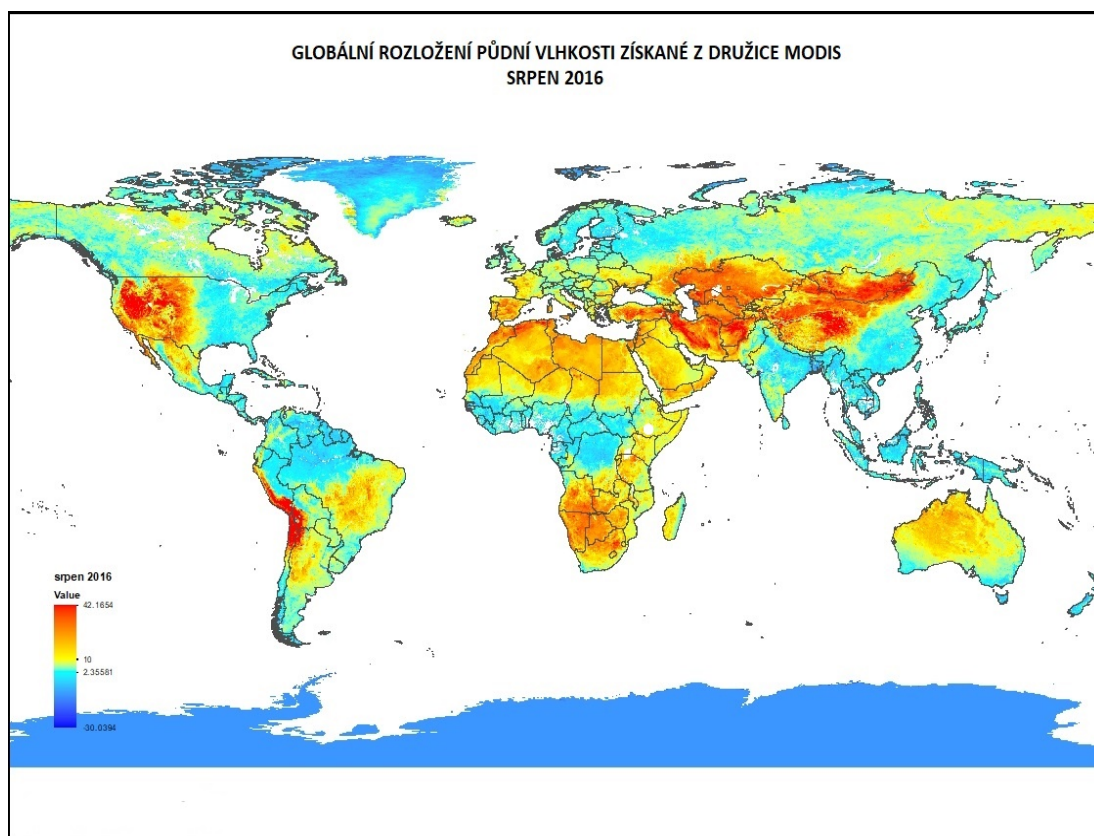 GLOBÁLNÍ ROZLOŽENÍ PŮDNÍ VLHKOSTI ZÍSKANÉ Z DRUŽICE MODIS
SRPEN 2016
srpen 2016
Value
42.1654
10
2.35581
-30.0394